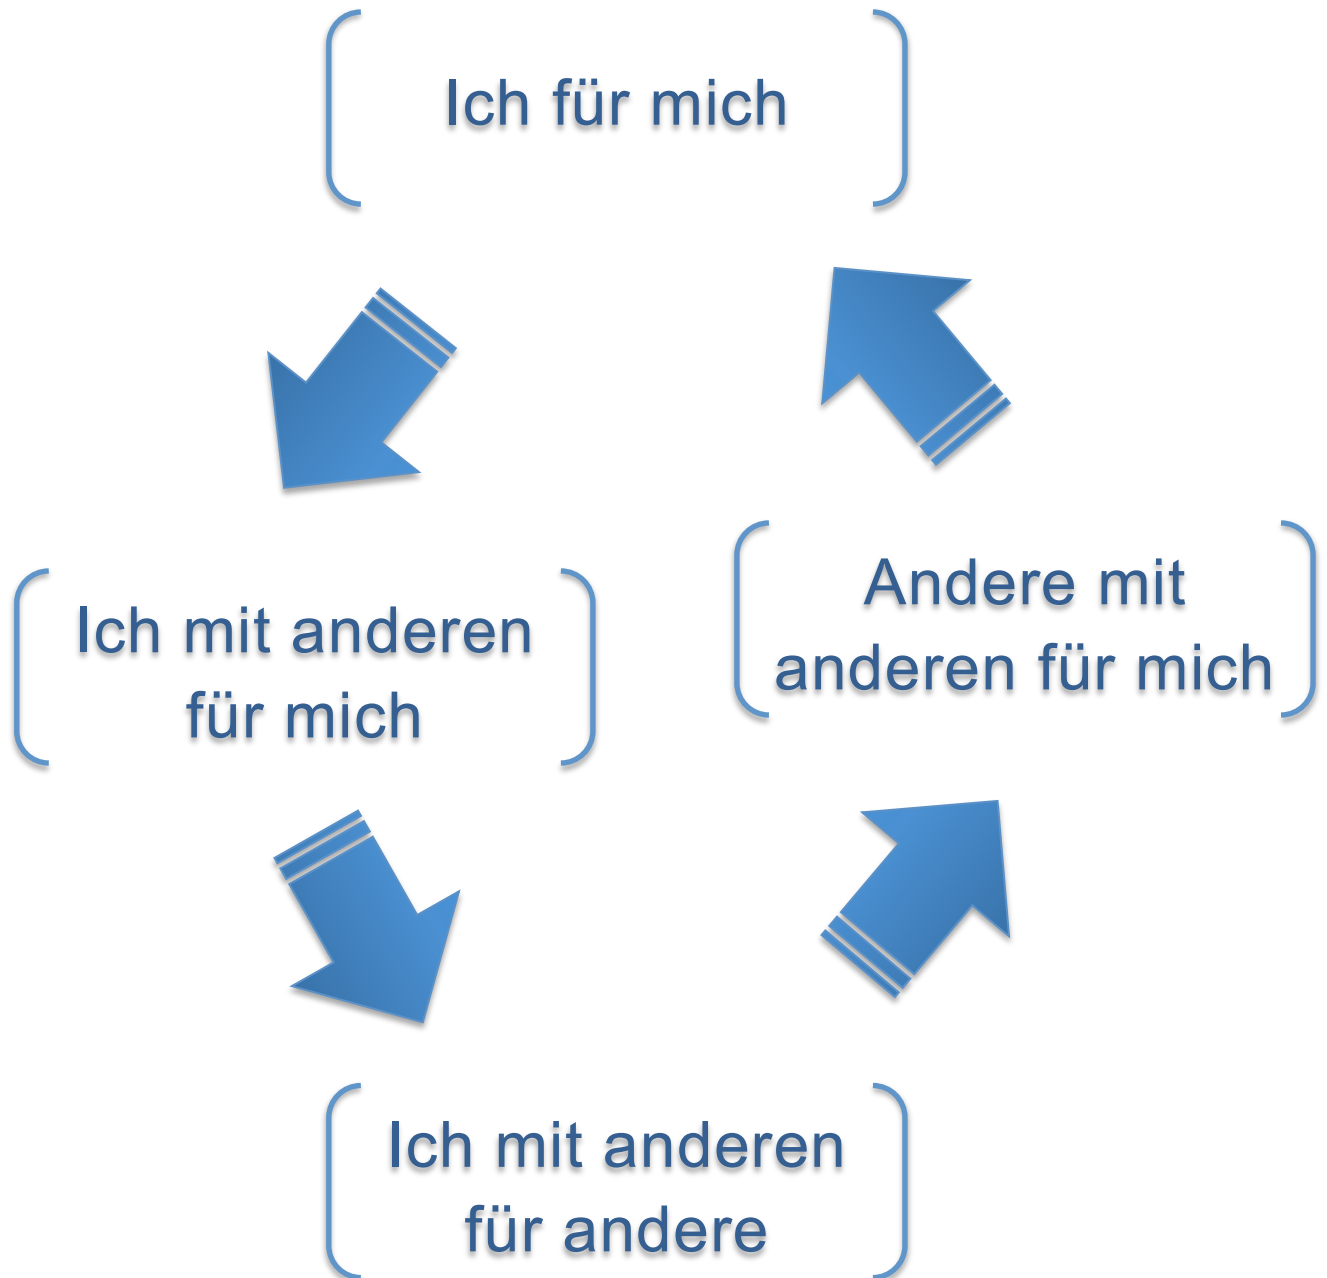 Ich für mich
Ich mit anderen
für mich
Andere mit
anderen für mich
Ich mit anderen
für andere